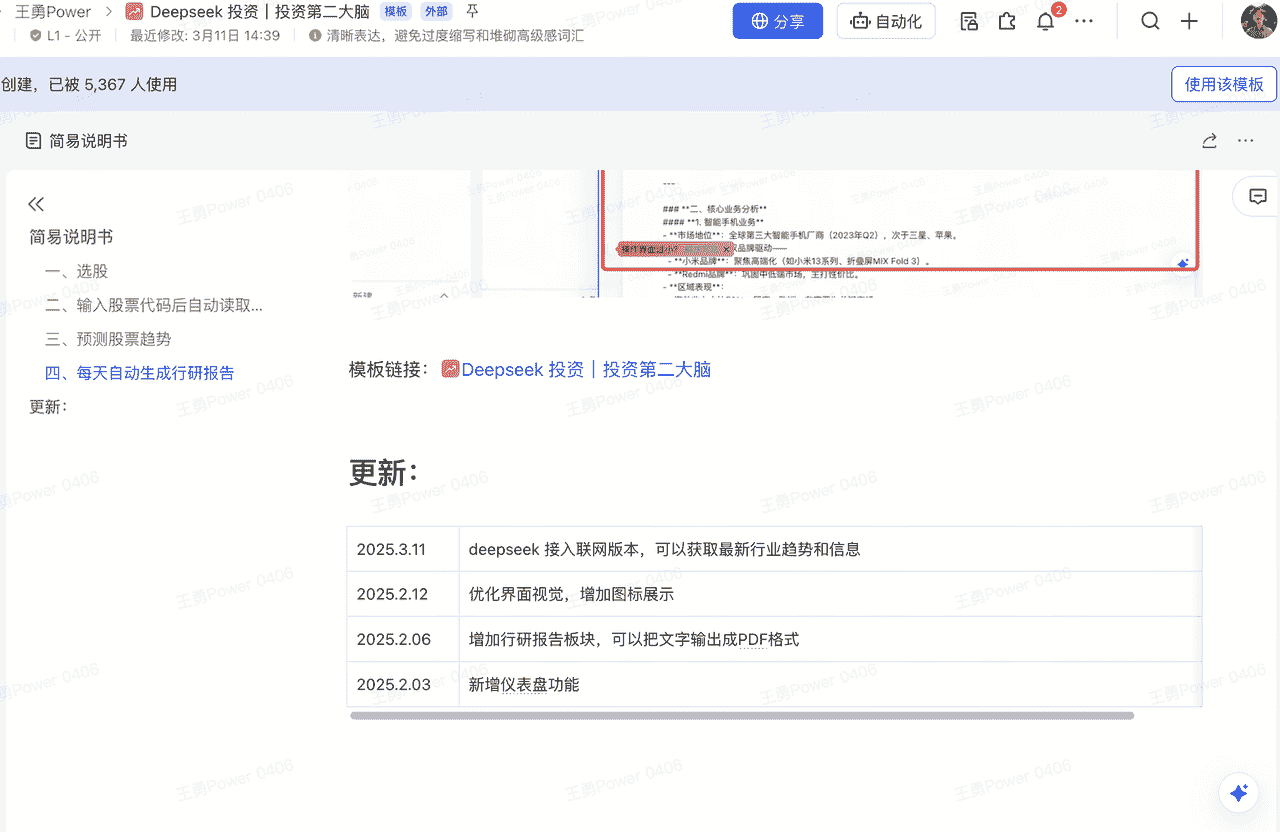 王勇Power
Deepseek 投资｜投资第二大脑 模板 外部
分享 自动化 2
L1 - 公开 最近修改: 3月11日 14:39 清晰表达，避免过度缩写和堆砌高级感词汇
创建，已被 5,367 人使用
使用该模板
简易说明书
简易说明书
一、选股
二、输入股票代码后自动读取...
三、预测股票趋势
四、每天自动生成行研报告
更新：
---
### **二、核心业务分析**
#### **1. 智能手机业务**
- **市场地位**：全球第三大智能手机厂商（2023年Q2），次于三星、苹果。
品牌驱动——
- **小米品牌**：聚焦高端化（如小米13系列、折叠屏MIX Fold 3）。
- **Redmi品牌**：巩固中低端市场，主打性价比。
- **区域表现**：
模板链接： Deepseek 投资｜投资第二大脑
更新：
2025.3.11 deepseek 接入联网版本，可以获取最新行业趋势和信息
2025.2.12 优化界面视觉，增加图标展示
2025.2.06 增加行研报告板块，可以把文字输出成PDF格式
2025.2.03 新增仪表盘功能
王勇Power 0406